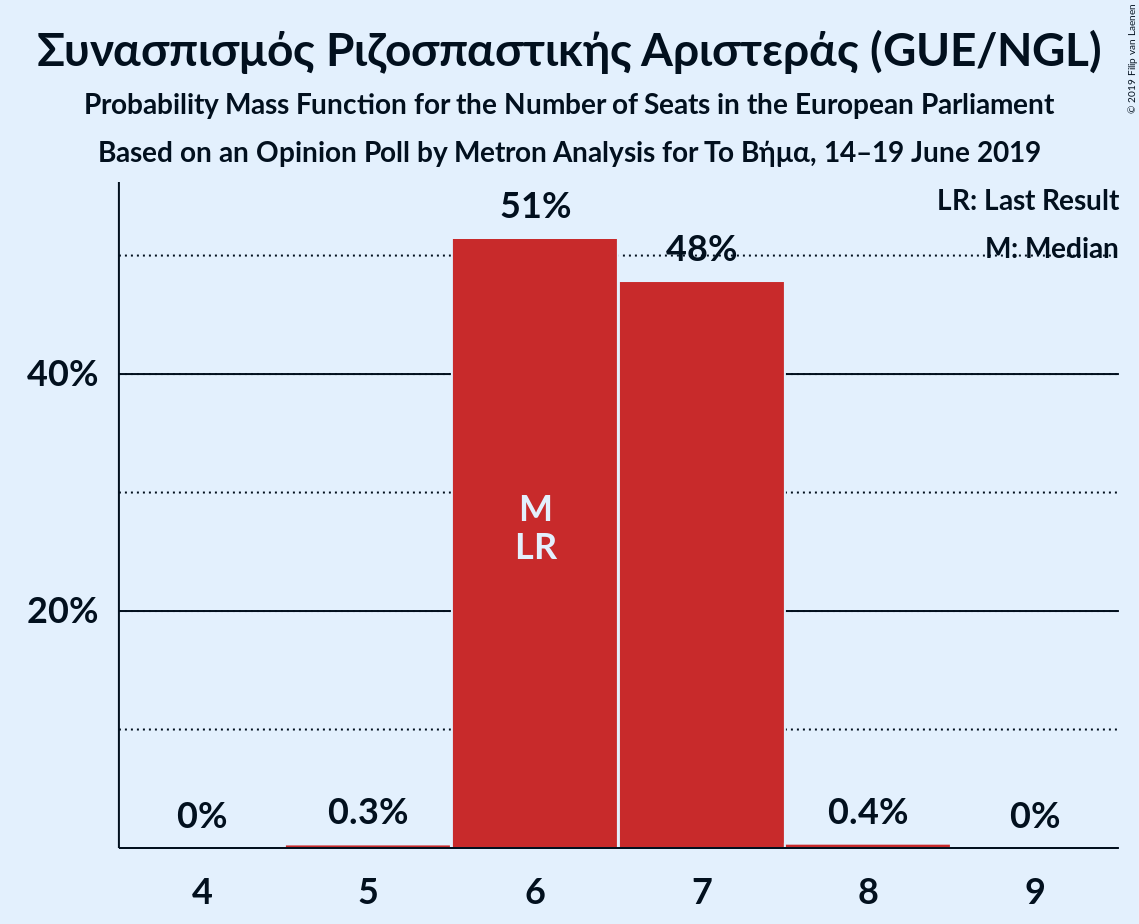 Συνασπισμός Ριζοσπαστικής Αριστεράς (GUE/NGL)
Probability Mass Function for the Number of Seats in the European Parliament
Based on an Opinion Poll by Metron Analysis for Το Βήμα, 14–19 June 2019
© 2019 Filip van Laenen
LR: Last Result
M: Median
51%
48%
40%
M
LR
20%
0%
0.3%
0.4%
0%
4
5
6
7
8
9